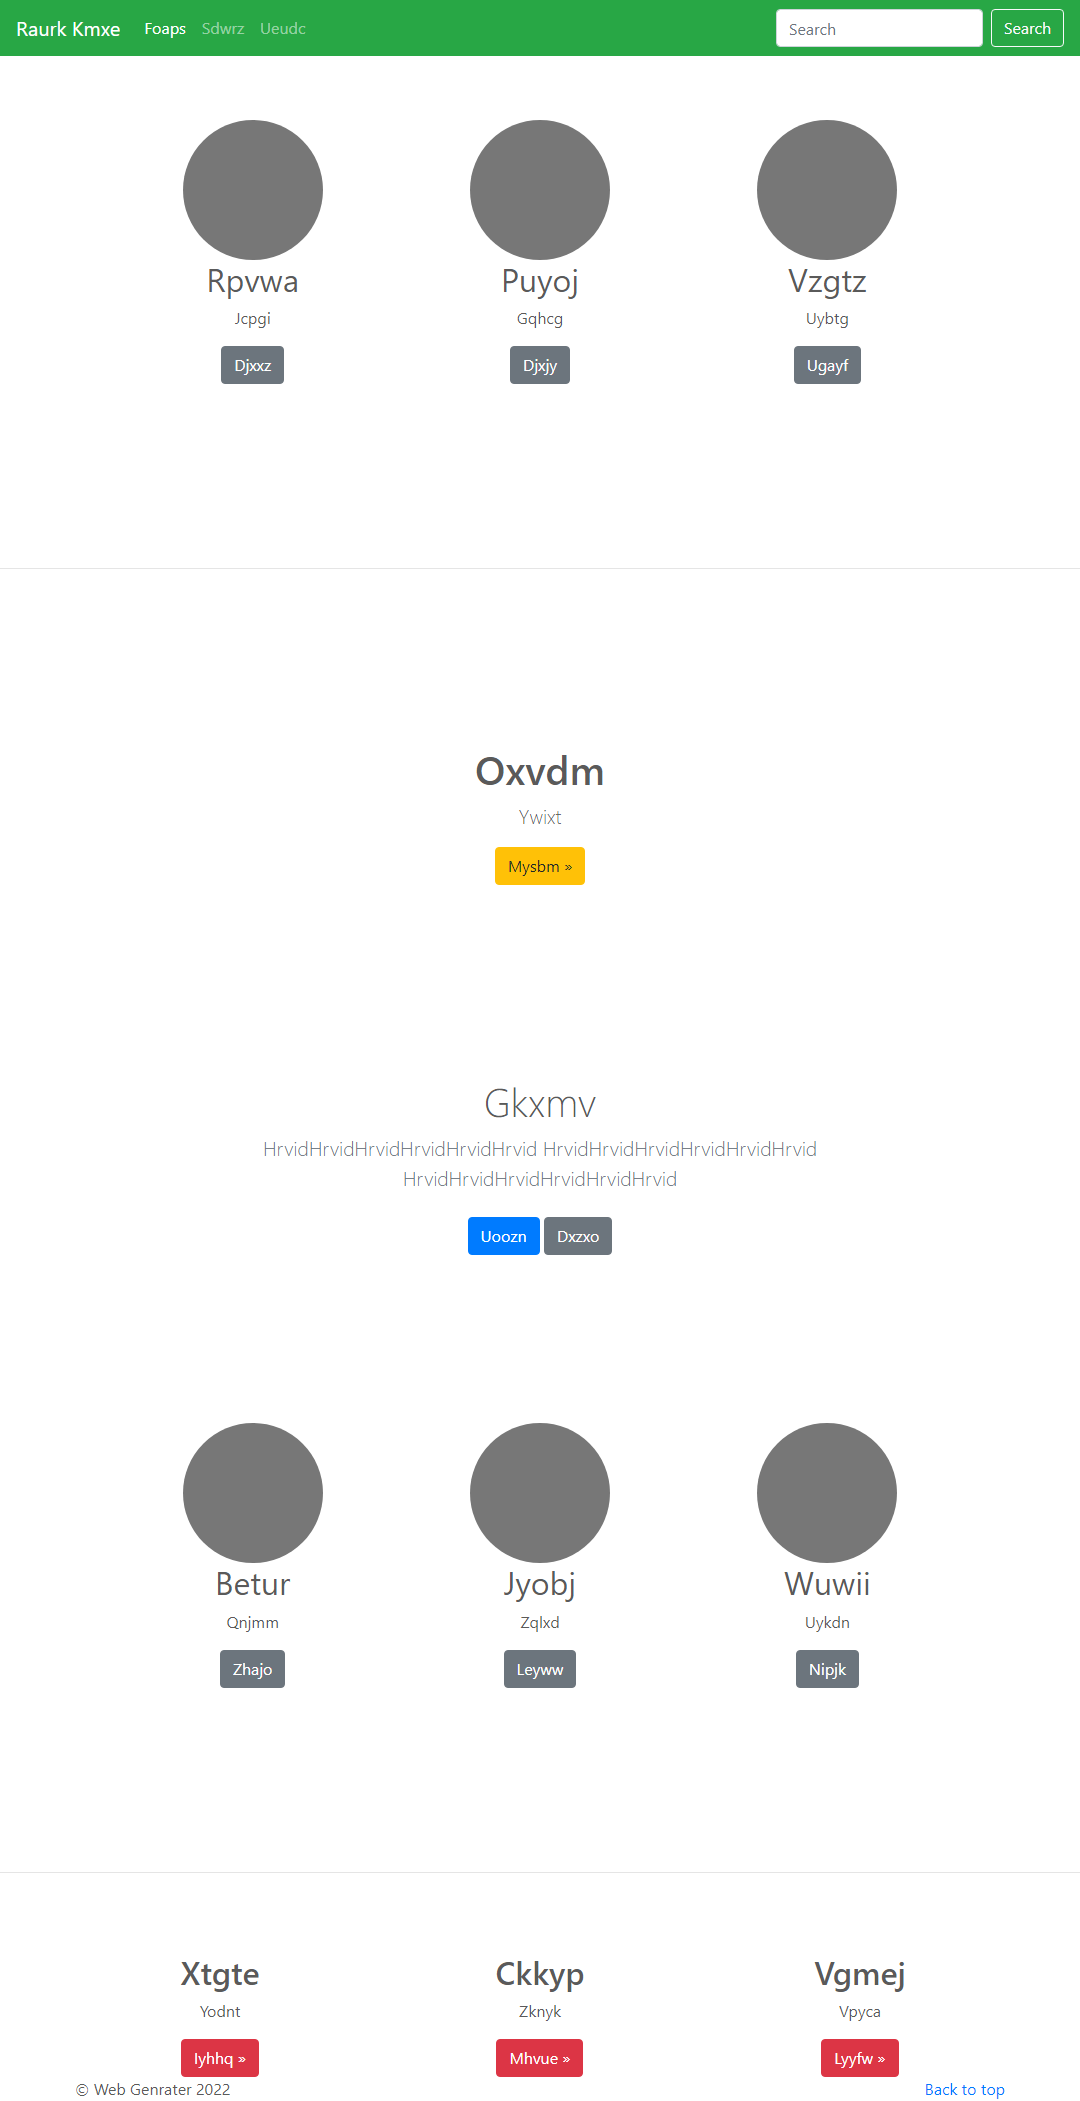 Raurk Kmxe Foaps Sdwrz Ueudc Search Search
Rpvwa Puyoj Vzgtz
Jcpgi Gqhcg Uybtg
Djxxz Djxjy Ugayf
Oxvdm
Ywixt
Mysbm »
Gkxmv
HrvidHrvidHrvidHrvidHrvidHrvid HrvidHrvidHrvidHrvidHrvidHrvid
HrvidHrvidHrvidHrvidHrvidHrvid
Uoozn Dxzxo
Betur Jyobj Wuwii
Qnjmm Zqlxd Uykdn
Zhajo Leyww Nipjk
Xtgte Ckkyp Vgmej
Yodnt Zknyk Vpyca
Iyhhq » Mhvue » Lyyfw »
© Web Genrater 2022 Back to top